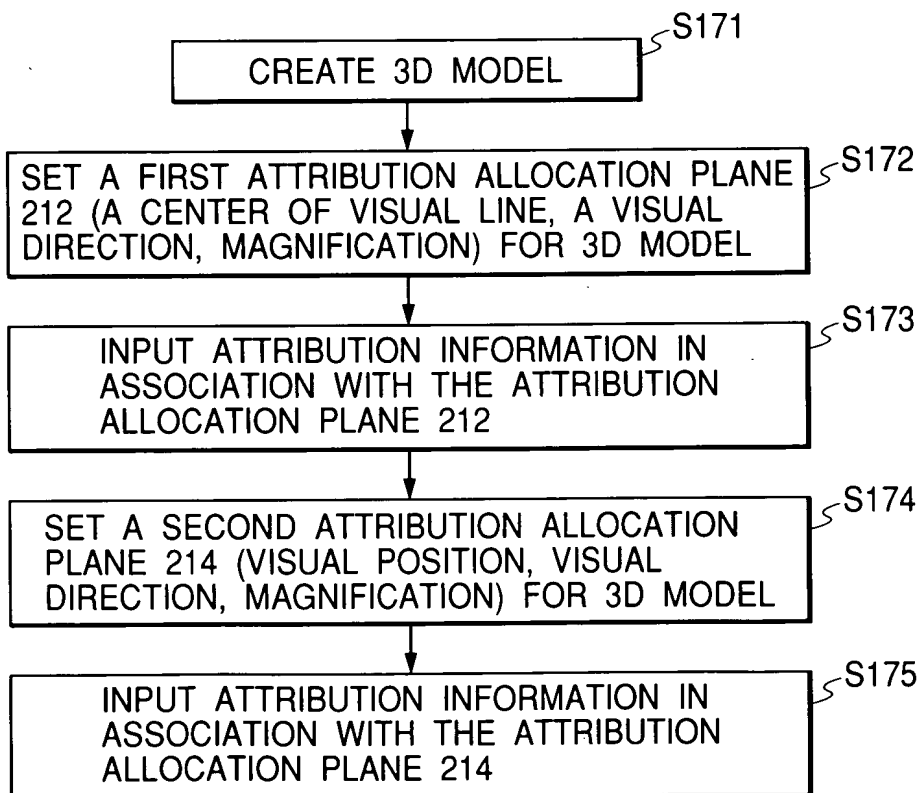 S171
CREATE 3D MODEL
S172
SET A FIRST ATTRIBUTION ALLOCATION PLANE
212 (A CENTER OF VISUAL LINE, A VISUAL
DIRECTION, MAGNIFICATION) FOR 3D MODEL
S173
INPUT ATTRIBUTION INFORMATION IN
ASSOCIATION WITH THE ATTRIBUTION
ALLOCATION PLANE 212
S174
SET A SECOND ATTRIBUTION ALLOCATION
PLANE 214 (VISUAL POSITION, VISUAL
DIRECTION, MAGNIFICATION) FOR 3D MODEL
S175
INPUT ATTRIBUTION INFORMATION IN
ASSOCIATION WITH THE ATTRIBUTION
ALLOCATION PLANE 214